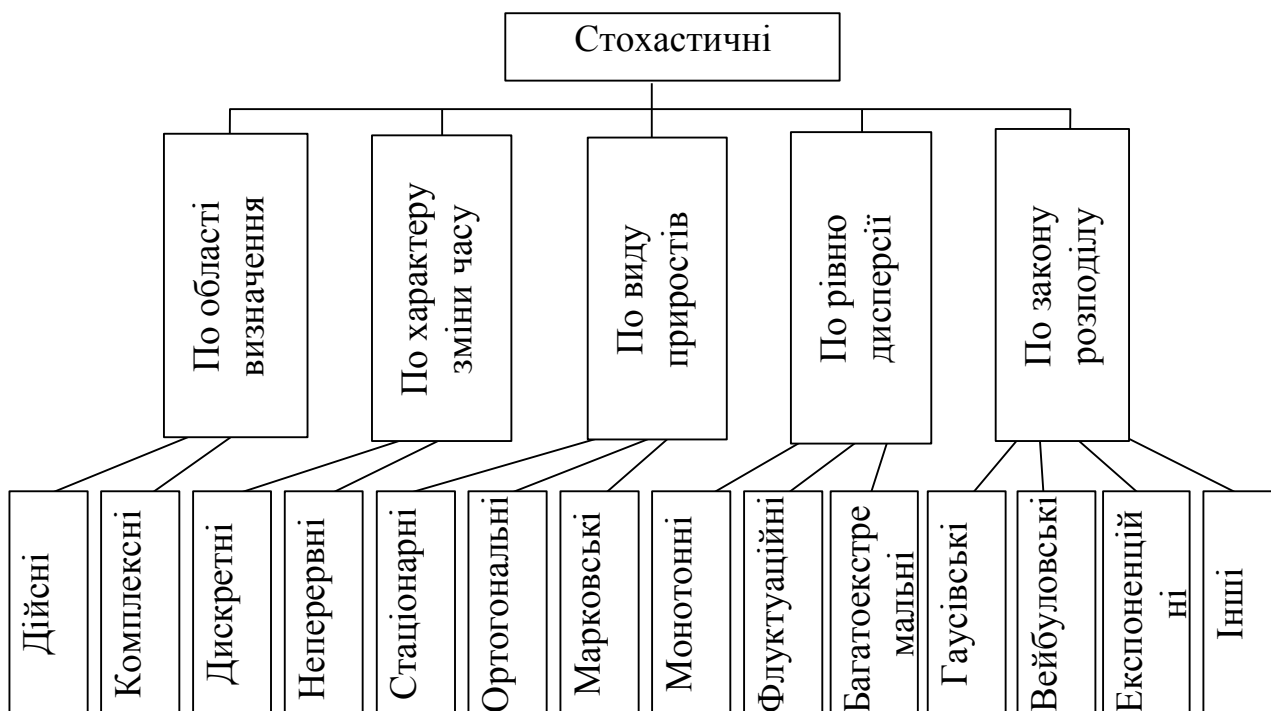 Стохастичні
По області
визначення
По характеру
зміни часу
По виду
приростів
По рівню
дисперсії
По закону
розподілу
Дійсні
Комплексні
Дискретні
Неперервні
Стаціонарні
Ортогональні
Марковські
Монотонні
Флуктуаційні
Багатоекстре
мальні
Гаусівські
Вейбуловські
Експоненцій
ні
Інші